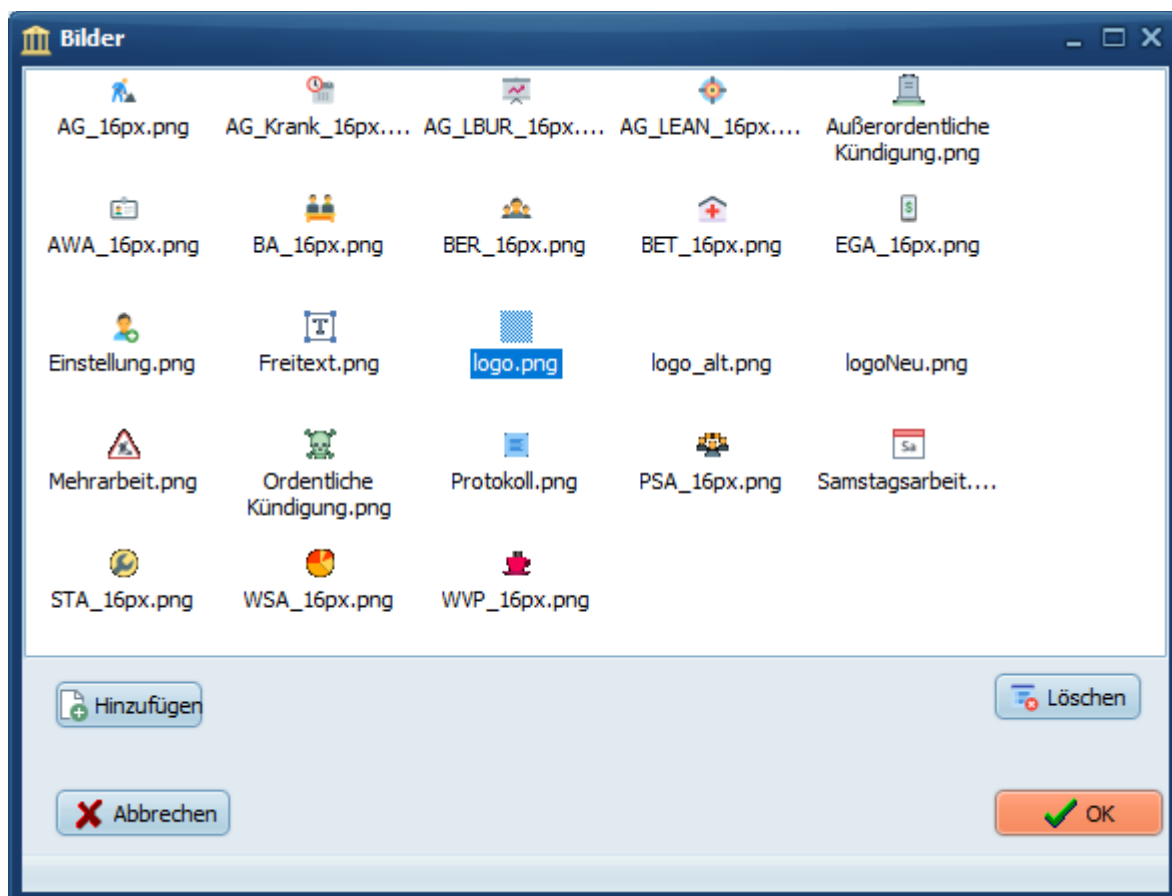 Bilder
AG_16px.png AG_Krank_16px.... AG_LBUR_16px.... AG_LEAN_16px.... Außerordentliche
Kündigung.png
AWA_16px.png BA_16px.png BER_16px.png BET_16px.png EGA_16px.png
Einstellung.png Freitext.png logo.png logo_alt.png logoNeu.png
Mehrarbeit.png Ordentliche Protokoll.png PSA_16px.png Samstagsarbeit....
Kündigung.png
STA_16px.png WSA_16px.png WVP_16px.png
Hinzufügen Löschen
Abbrechen OK